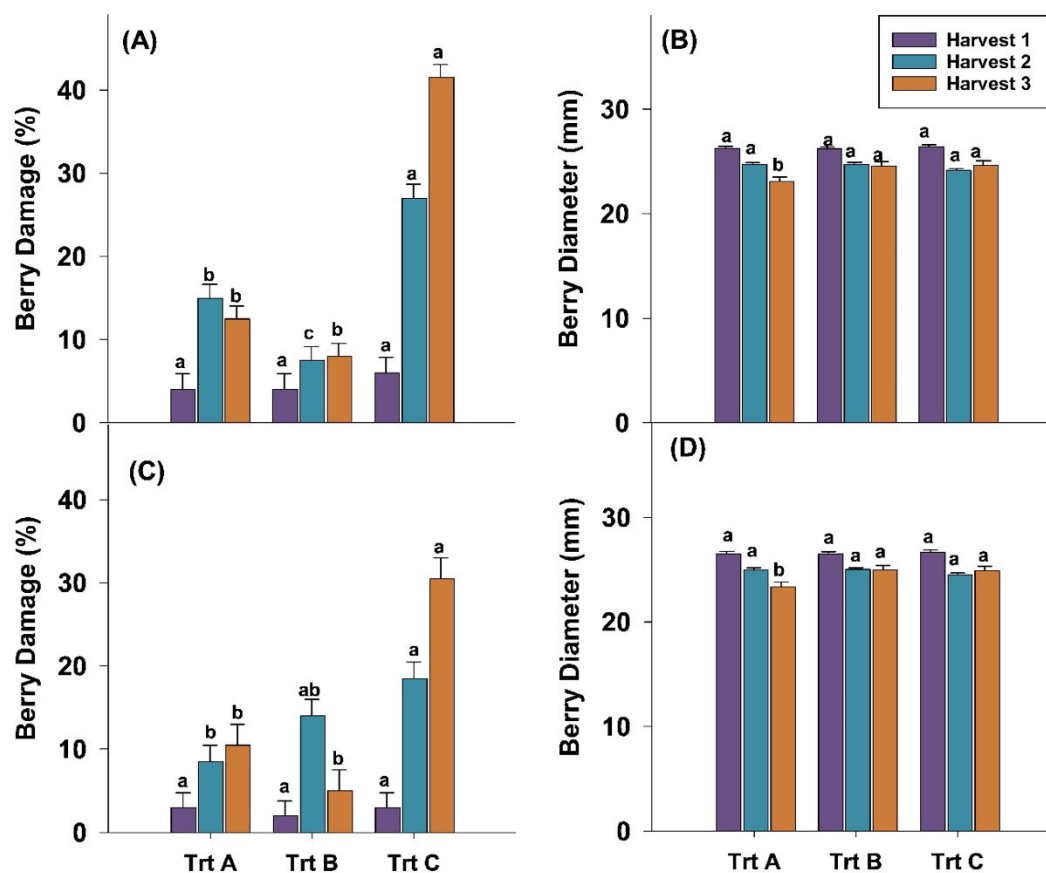 (A)
Berry Damage (%)
40
30
20
10
0
a
b
b
a
c
b
a
a
a
(B)
Harvest 1
Harvest 2
Harvest 3
Berry Diameter (mm)
30
20
10
0
a
a
b
a
a
a
a
a
a
(C)
Berry Damage (%)
40
30
20
10
0
a
b
b
a
ab
b
a
a
a
Trt A
Trt B
Trt C
(D)
Berry Diameter (mm)
30
20
10
0
a
a
b
a
a
a
a
a
a
Trt A
Trt B
Trt C